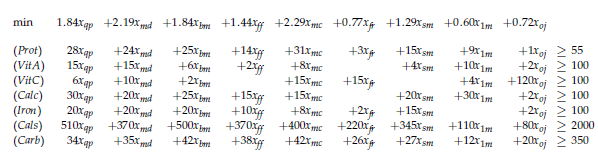 min 1.84x_qp +2.19x_md +1.84x_bm +1.44x_ff +2.29x_mc +0.77x_fr +1.29x_sm +0.60x_1m +0.72x_oj
(Prot) 28x_qp +24x_md +25x_bm +14x_ff +31x_mc +3x_fr +15x_sm +9x_1m +1x_oj ≥ 55
(VitA) 15x_qp +15x_md +6x_bm +2x_ff +8x_mc +4x_sm +10x_1m +2x_oj ≥ 100
(VitC) 6x_qp +10x_md +2x_bm +15x_mc +15x_fr +4x_1m +120x_oj ≥ 100
(Calc) 30x_qp +20x_md +25x_bm +15x_ff +15x_mc +20x_sm +30x_1m +2x_oj ≥ 100
(Iron) 20x_qp +20x_md +20x_bm +10x_ff +8x_mc +2x_fr +15x_sm +2x_oj ≥ 100
(Cals) 510x_qp +370x_md +500x_bm +370x_ff +400x_mc +220x_fr +345x_sm +110x_1m +80x_oj ≥ 2000
(Carb) 34x_qp +35x_md +42x_bm +38x_ff +42x_mc +26x_fr +27x_sm +12x_1m +20x_oj ≥ 350